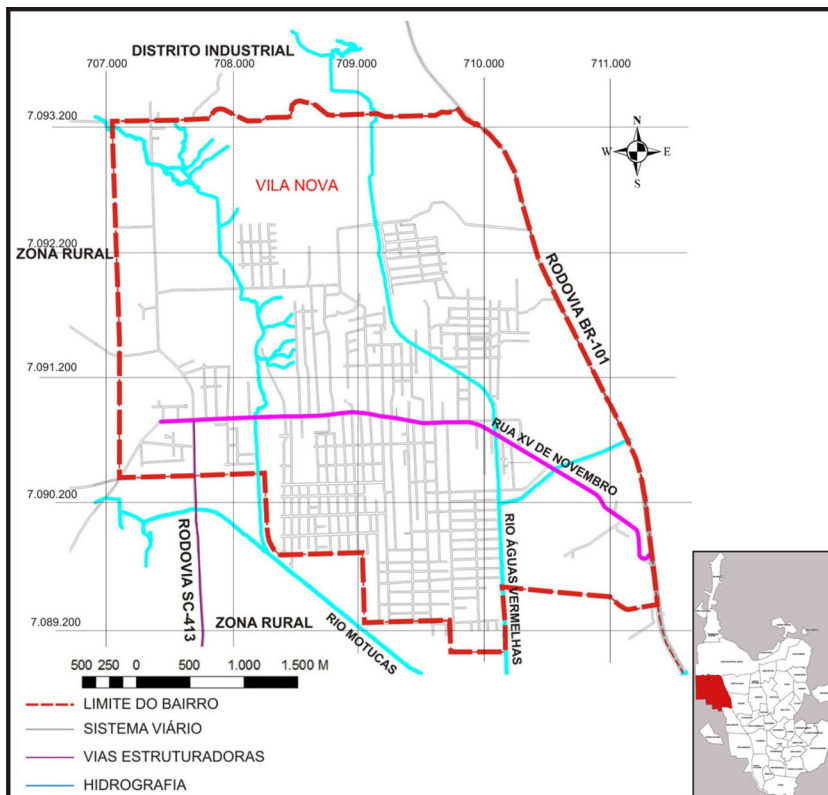 DISTRITO INDUSTRIAL
707.000
708.000
709.000
710.000
711.000
7.093.200
N
W
E
S
VILA NOVA
7.092.200
ZONA RURAL
RODOVIA BR-101
7.091.200
RUA XV DE NOVEMBRO
7.090.200
RODOVIA SC-413
RIO ÁGUAS VERMELHAS
7.089.200
ZONA RURAL
RIO MOTUCAS
500 250 0 500 1.000 1.500 M
LIMITE DO BAIRRO
SISTEMA VIÁRIO
VIAS ESTRUTURADORAS
HIDROGRAFIA